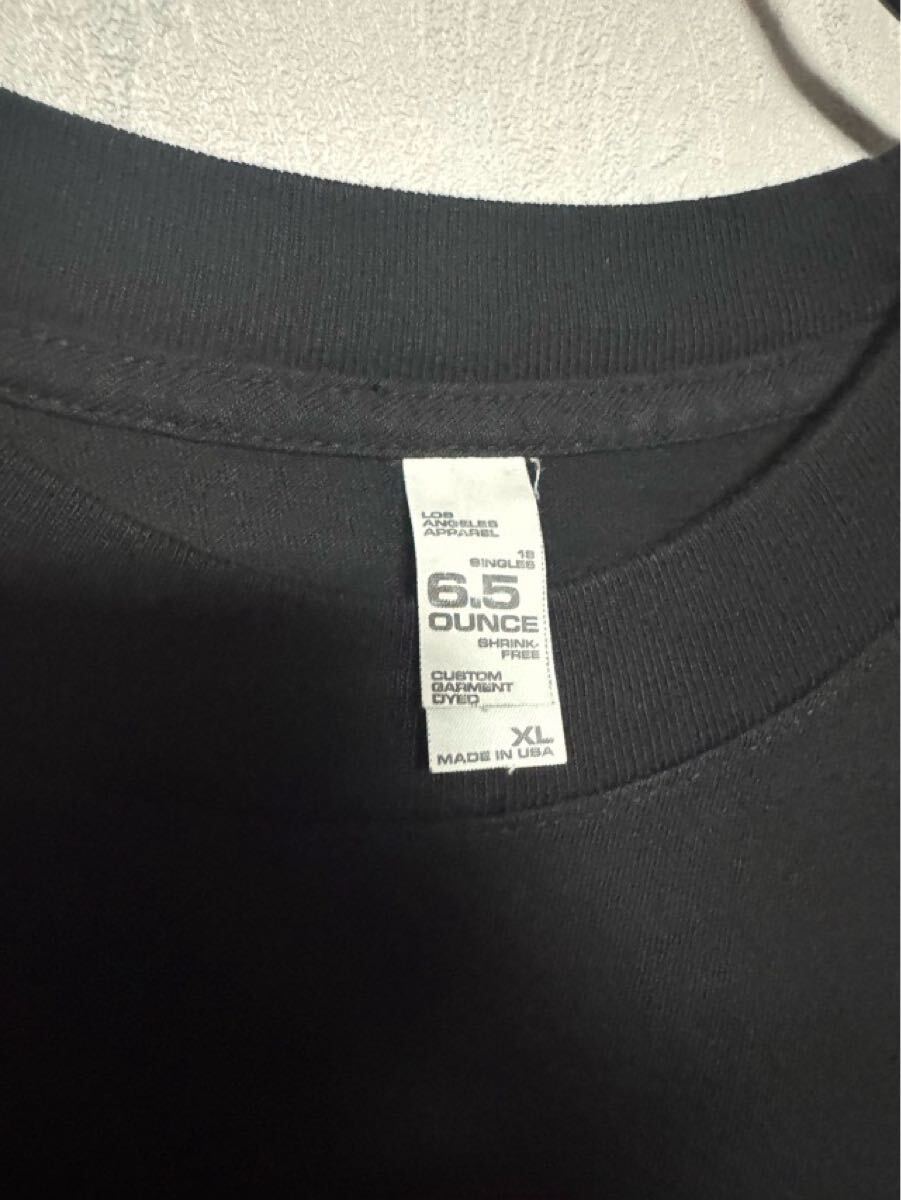 LOS
ANGELES
APPAREL
18
SINGLES
6.5
OUNCE
SHRINK-
FREE
CUSTOM
GARMENT
DYED
XL
MADE IN USA